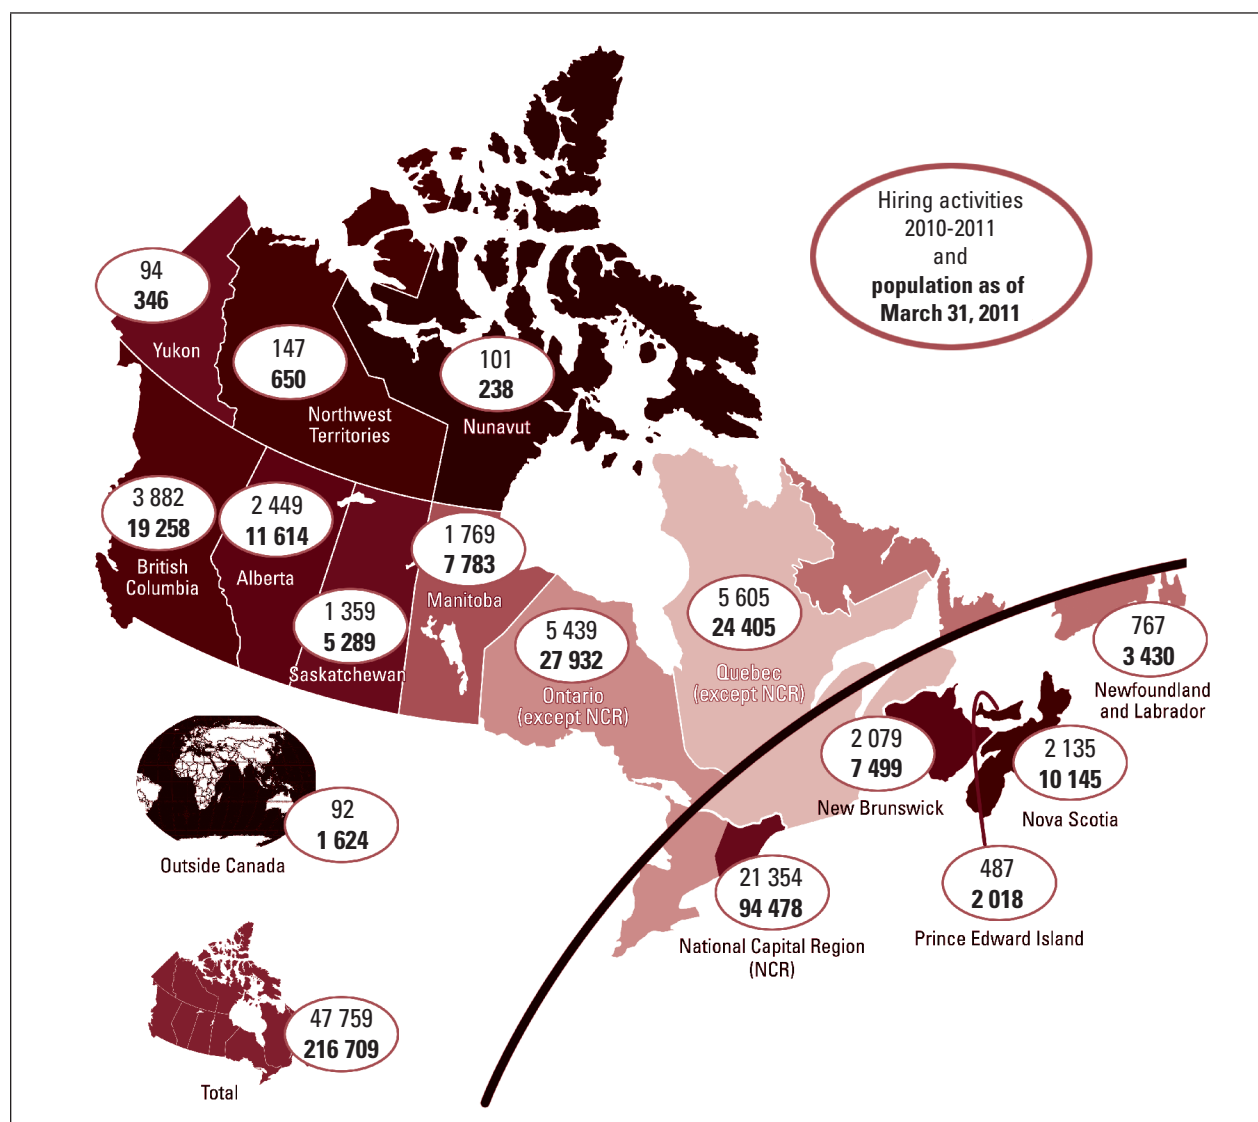 Hiring activities
2010-2011
and
population as of
March 31, 2011
94
346
Yukon
147
650
Northwest
Territories
101
238
Nunavut
3 882
19 258
British
Columbia
2 449
11 614
Alberta
1 359
5 289
Saskatchewan
1 769
7 783
Manitoba
5 439
27 932
Ontario
(except NCR)
5 605
24 405
Quebec
(except NCR)
767
3 430
Newfoundland
and Labrador
2 079
7 499
New Brunswick
2 135
10 145
Nova Scotia
487
2 018
Prince Edward Island
21 354
94 478
National Capital Region
(NCR)
92
1 624
Outside Canada
47 759
216 709
Total